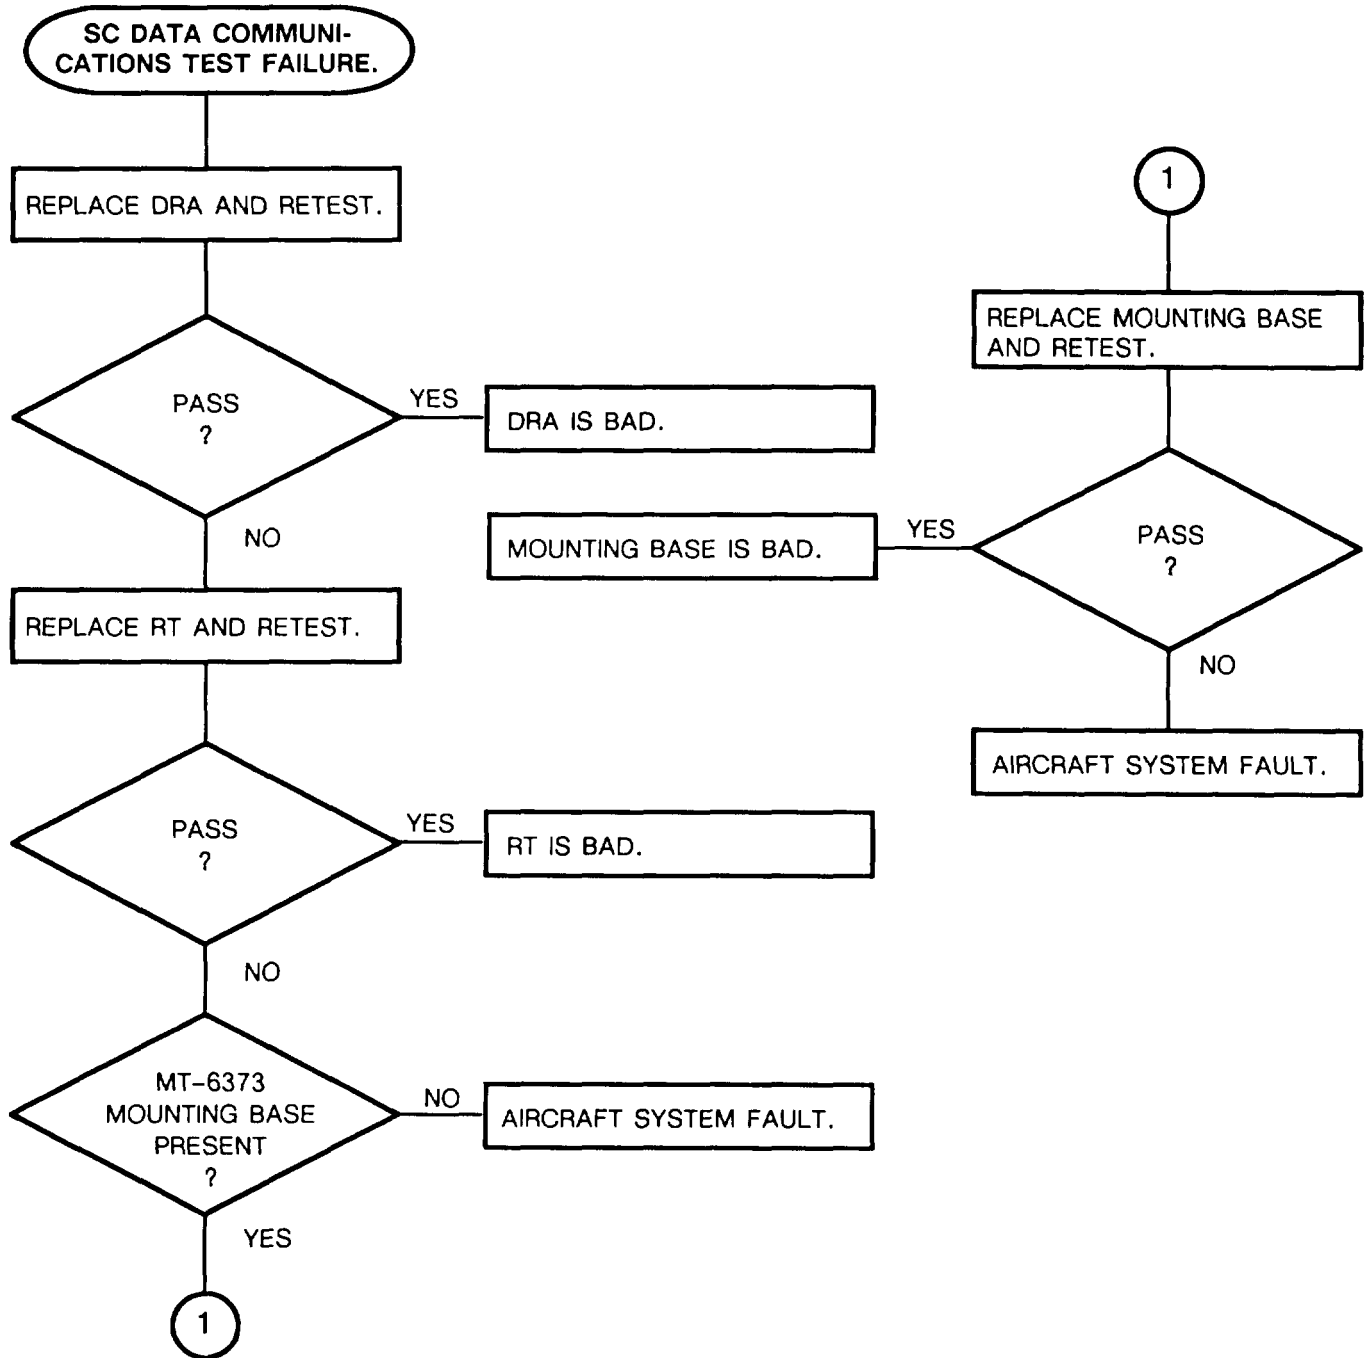 SC DATA COMMUNI-
CATIONS TEST FAILURE.
REPLACE DRA AND RETEST.
PASS
?
YES
DRA IS BAD.
NO
REPLACE RT AND RETEST.
PASS
?
YES
RT IS BAD.
NO
MT-6373
MOUNTING BASE
PRESENT
?
NO
AIRCRAFT SYSTEM FAULT.
YES
1
1
REPLACE MOUNTING BASE
AND RETEST.
PASS
?
YES
MOUNTING BASE IS BAD.
NO
AIRCRAFT SYSTEM FAULT.